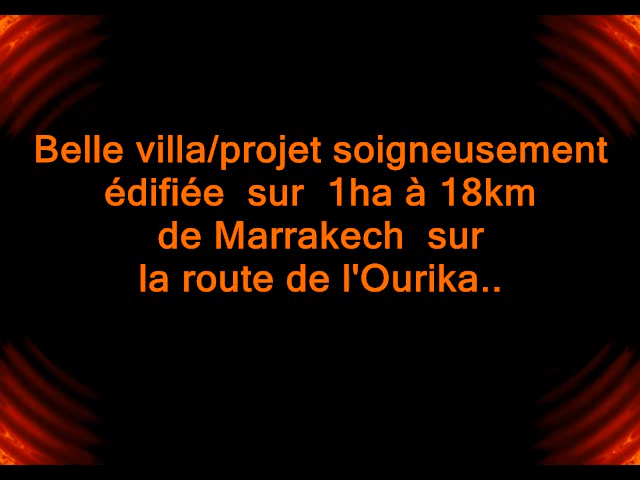 Belle villa/projet soigneusement
édifiée  sur  1ha à 18km
de Marrakech  sur
la route de l'Ourika..